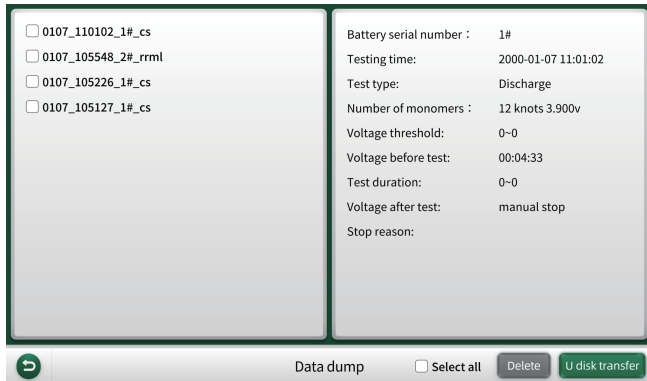 0107_110102_1#_cs
0107_105548_2#_rrml
0107_105226_1#_cs
0107_105127_1#_cs
Battery serial number： 1#
Testing time: 2000-01-07 11:01:02
Test type: Discharge
Number of monomers： 12 knots 3.900v
Voltage threshold: 0~0
Voltage before test: 00:04:33
Test duration: 0~0
Voltage after test: manual stop
Stop reason:
Data dump Select all Delete U disk transfer